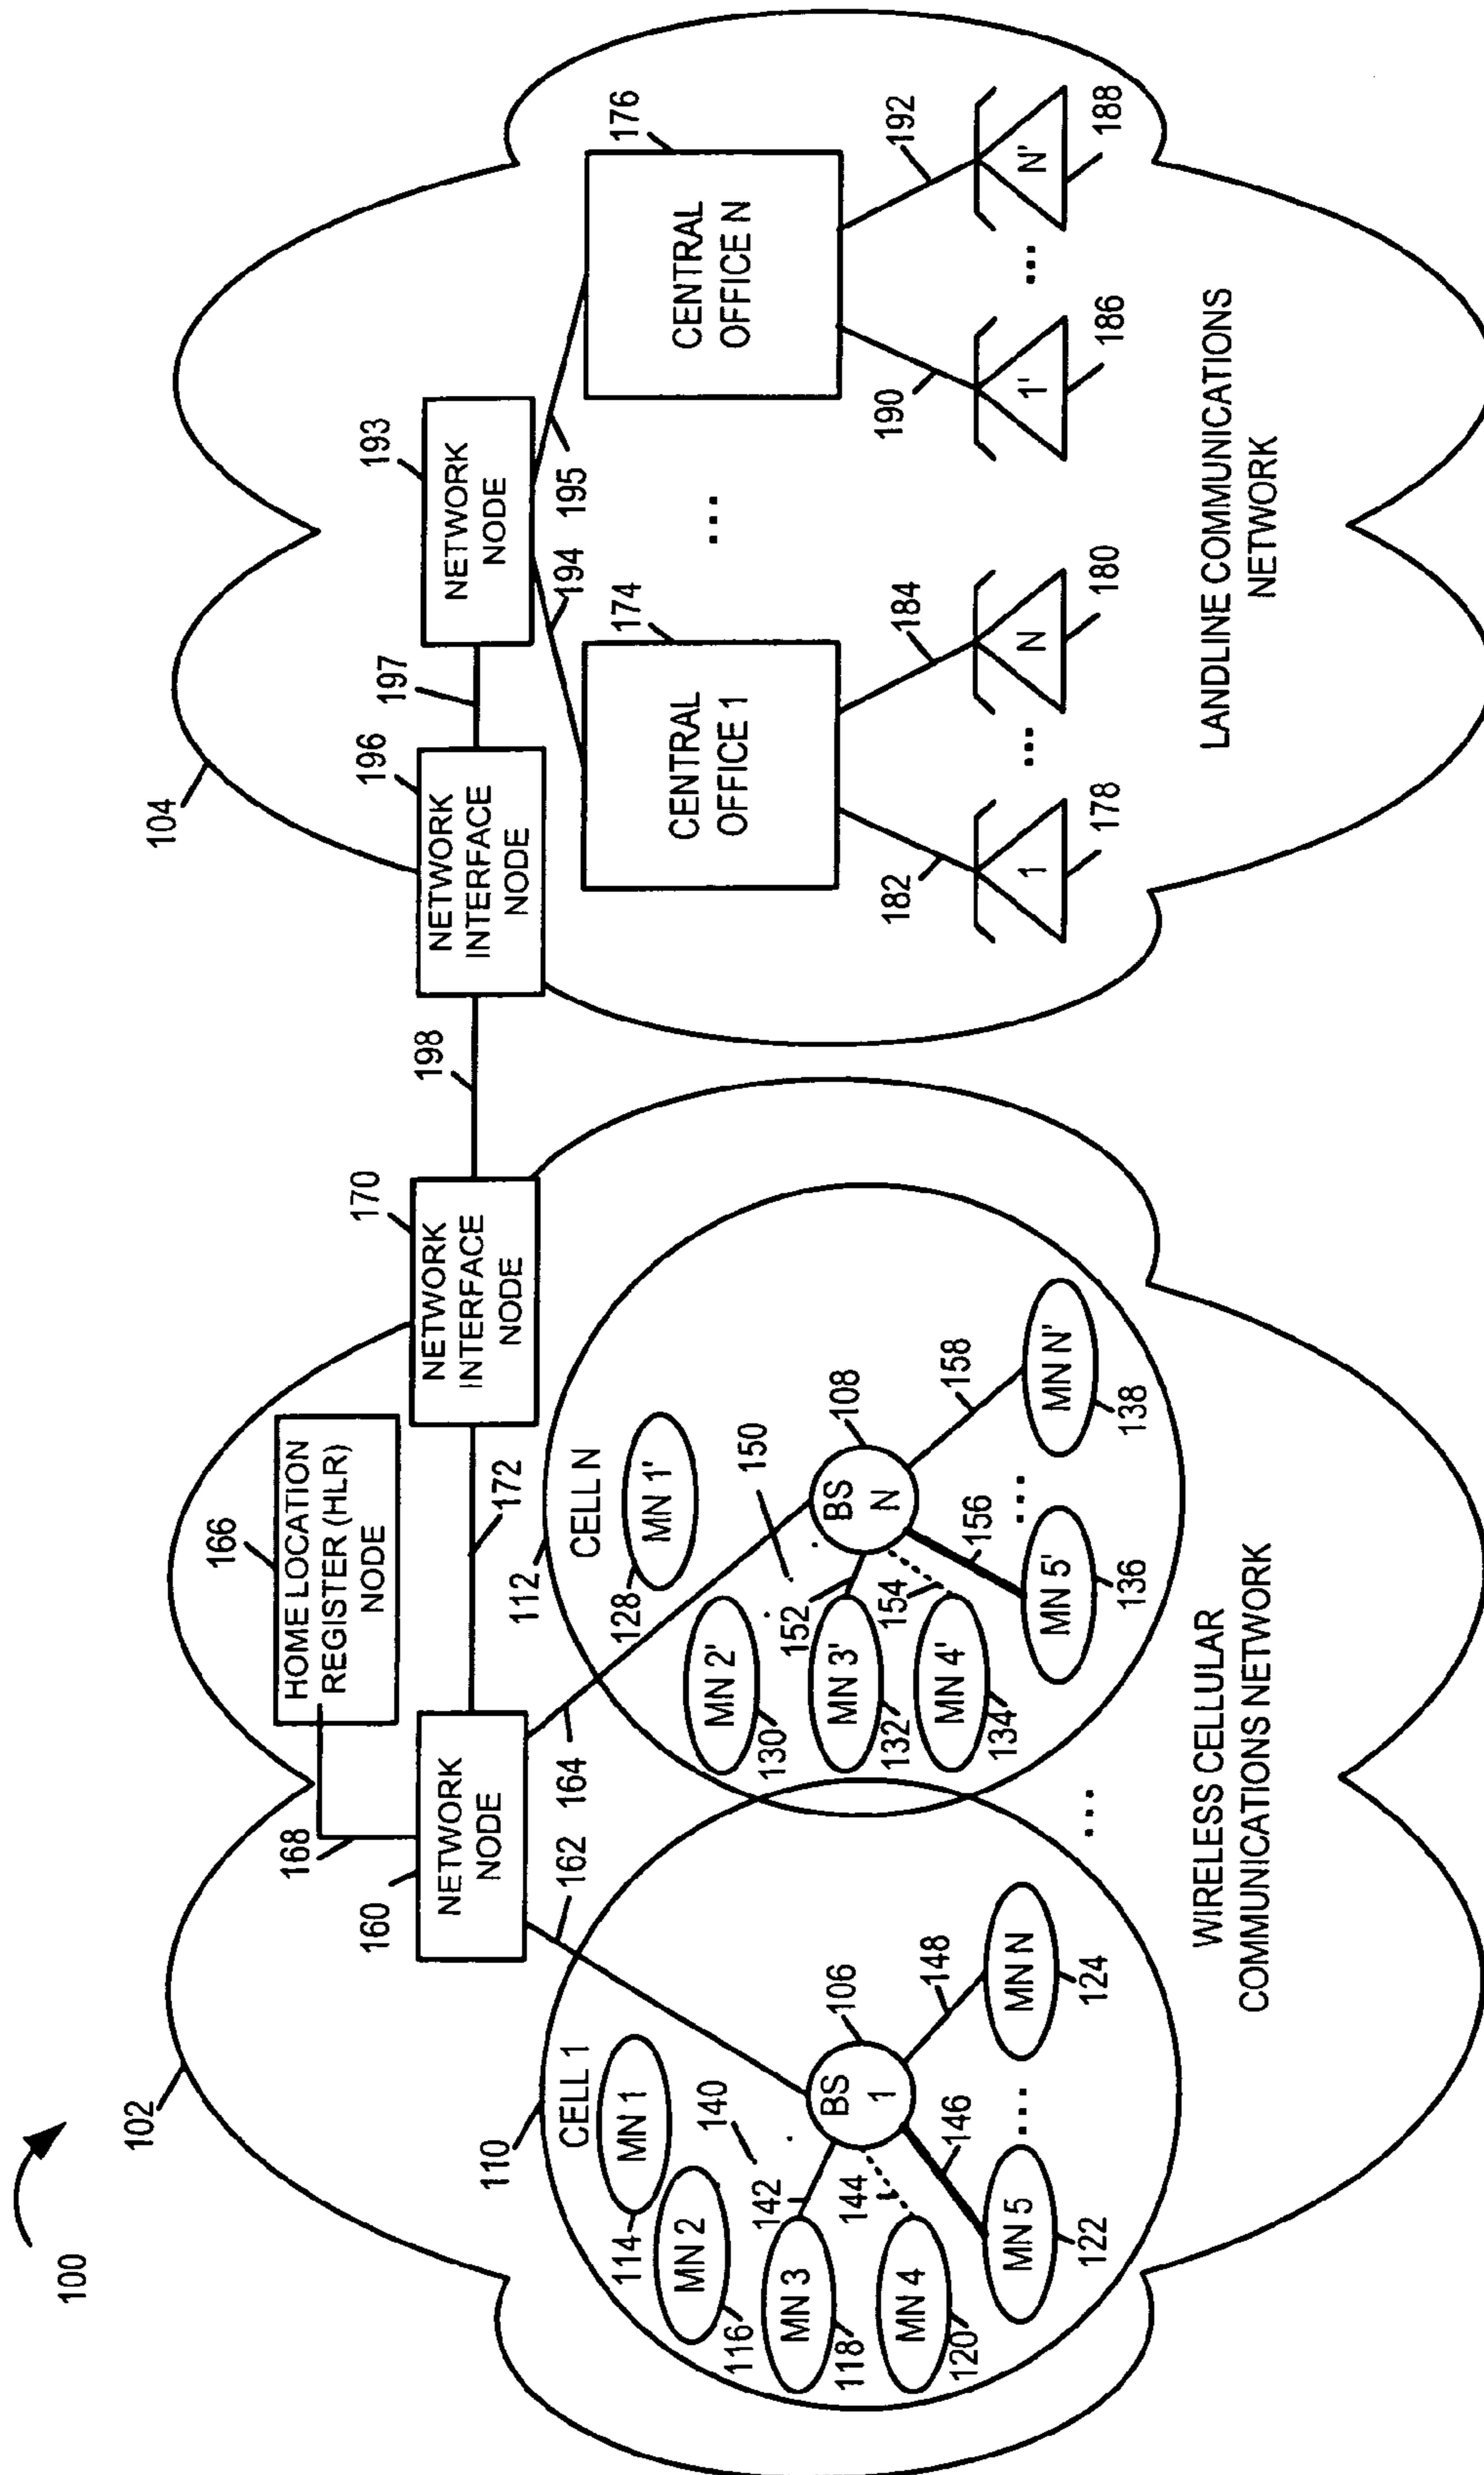 100
102
104
166
HOME LOCATION
REGISTER (HLR)
NODE
168
160
NETWORK
NODE
172
170
NETWORK
INTERFACE
NODE
198
196
NETWORK
INTERFACE
NODE
197
193
NETWORK
NODE
162
164
194
195
110
CELL 1
MN 1
114
MN 2
116
MN 3
118
MN 4
120
MN 5
122
...
MN N
124
140
142
144
146
148
BS
1
106
112
CELL N
MN 1'
128
MN 2'
130
MN 3'
132
MN 4'
134
MN 5'
136
...
MN N'
138
150
152
154
156
158
BS
N
108
...
WIRELESS CELLULAR
COMMUNICATIONS NETWORK
174
CENTRAL
OFFICE 1
...
176
CENTRAL
OFFICE N
182
184
190
192
1
178
...
N
180
1'
186
...
N'
188
LANDLINE COMMUNICATIONS
NETWORK